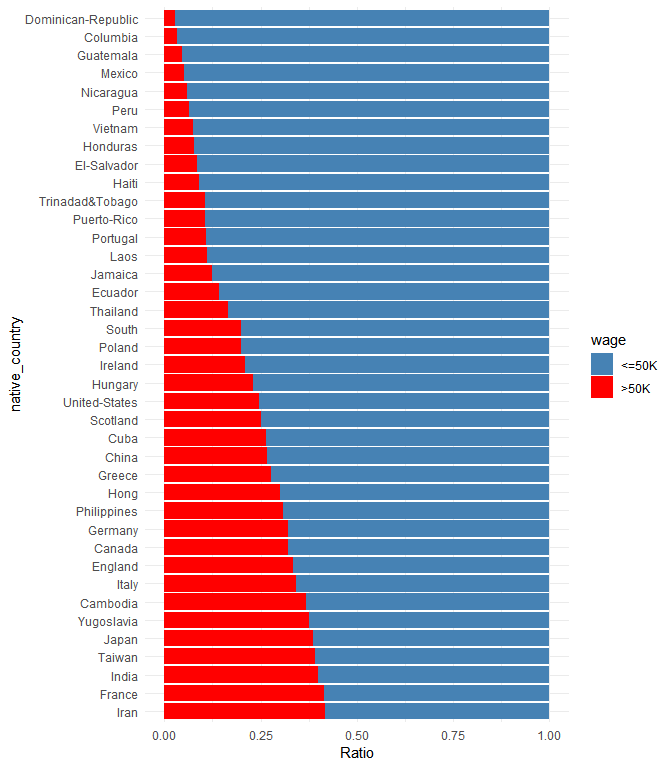 Dominican-Republic
Columbia
Guatemala
Mexico
Nicaragua
Peru
Vietnam
Honduras
El-Salvador
Haiti
Trinadad&Tobago
Puerto-Rico
Portugal
Laos
Jamaica
Ecuador
Thailand
South
Poland
Ireland
Hungary
United-States
Scotland
Cuba
China
Greece
Hong
Philippines
Germany
Canada
England
Italy
Cambodia
Yugoslavia
Japan
Taiwan
India
France
Iran
native_country
0.00 0.25 0.50 0.75 1.00
Ratio
wage
<=50K
>50K